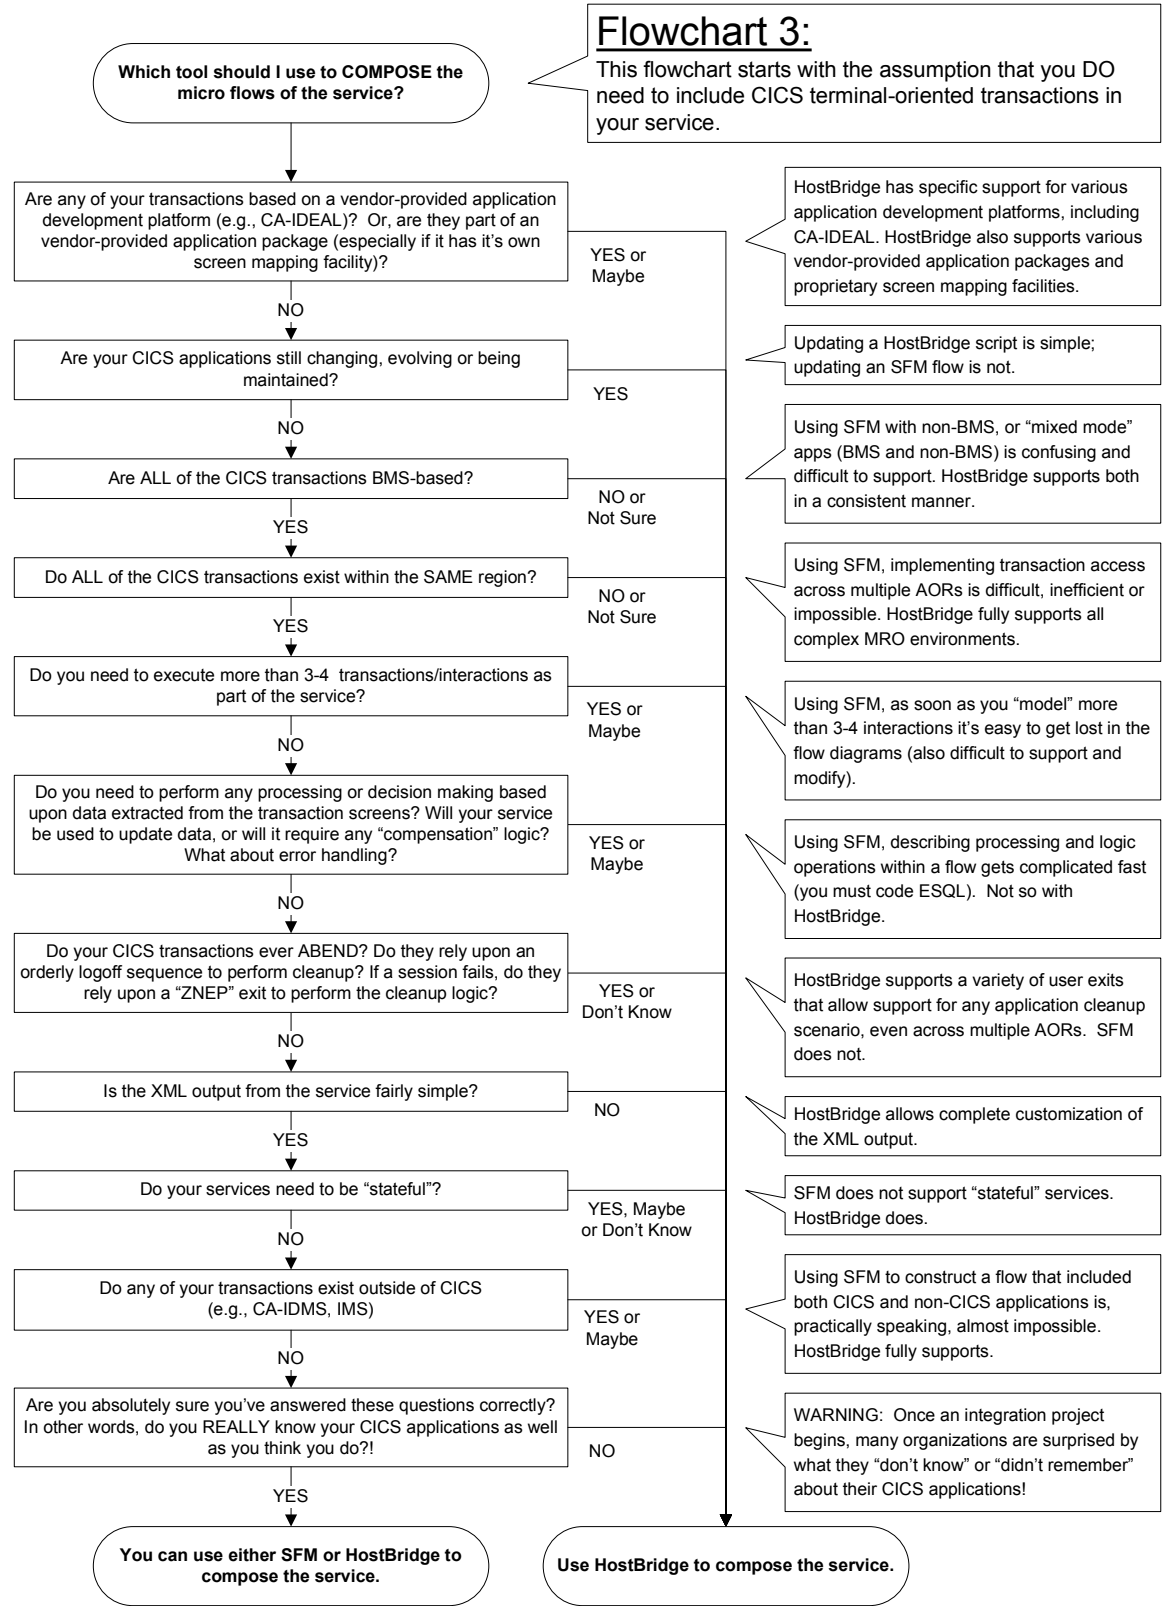 Flowchart 3:
This flowchart starts with the assumption that you DO
need to include CICS terminal-oriented transactions in
your service.
Which tool should I use to COMPOSE the
micro flows of the service?
Are any of your transactions based on a vendor-provided application
development platform (e.g., CA-IDEAL)?  Or, are they part of an
vendor-provided application package (especially if it has it's own
screen mapping facility)?
YES or
Maybe
HostBridge has specific support for various
application development platforms, including
CA-IDEAL. HostBridge also supports various
vendor-provided application packages and
proprietary screen mapping facilities.
NO
Are your CICS applications still changing, evolving or being
maintained?
YES
Updating a HostBridge script is simple;
updating an SFM flow is not.
NO
Are ALL of the CICS transactions BMS-based?
NO or
Not Sure
Using SFM with non-BMS, or “mixed mode”
apps (BMS and non-BMS) is confusing and
difficult to support. HostBridge supports both
in a consistent manner.
YES
Do ALL of the CICS transactions exist within the SAME region?
NO or
Not Sure
Using SFM, implementing transaction access
across multiple AORs is difficult, inefficient or
impossible. HostBridge fully supports all
complex MRO environments.
YES
Do you need to execute more than 3-4  transactions/interactions as
part of the service?
YES or
Maybe
Using SFM, as soon as you “model” more
than 3-4 interactions it's easy to get lost in the
flow diagrams (also difficult to support and
modify).
NO
Do you need to perform any processing or decision making based
upon data extracted from the transaction screens? Will your service
be used to update data, or will it require any “compensation” logic?
What about error handling?
YES or
Maybe
Using SFM, describing processing and logic
operations within a flow gets complicated fast
(you must code ESQL).  Not so with
HostBridge.
NO
Do your CICS transactions ever ABEND? Do they rely upon an
orderly logoff sequence to perform cleanup? If a session fails, do they
rely upon a “ZNEP” exit to perform the cleanup logic?
YES or
Don't Know
HostBridge supports a variety of user exits
that allow support for any application cleanup
scenario, even across multiple AORs.  SFM
does not.
NO
Is the XML output from the service fairly simple?
NO
HostBridge allows complete customization of
the XML output.
YES
Do your services need to be “stateful”?
YES, Maybe
or Don't Know
SFM does not support “stateful” services.
HostBridge does.
NO
Do any of your transactions exist outside of CICS
(e.g., CA-IDMS, IMS)
YES or
Maybe
Using SFM to construct a flow that included
both CICS and non-CICS applications is,
practically speaking, almost impossible.
HostBridge fully supports.
NO
Are you absolutely sure you've answered these questions correctly?
In other words, do you REALLY know your CICS applications as well
as you think you do?!
NO
WARNING:  Once an integration project
begins, many organizations are surprised by
what they “don't know” or “didn't remember”
about their CICS applications!
YES
You can use either SFM or HostBridge to
compose the service.
Use HostBridge to compose the service.